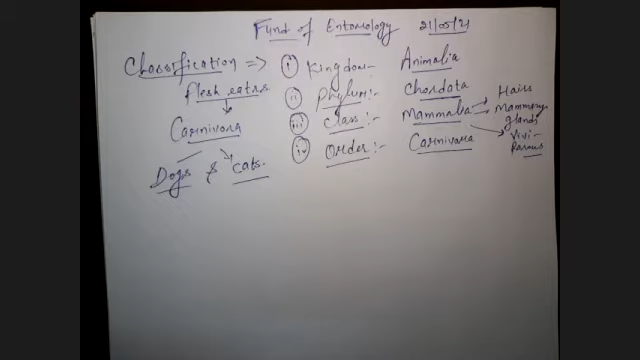 Fund of Entomology 21/05/21
Classification => i) Kingdom- Animalia
Flesh eaters ii) Phylum:- Chordota
Carnivora iii) Class:- Mammalia
iv) Order:- Carnivora
Dogs & Cats.
Hairs
Mammary
glands
Vivi-
Parous